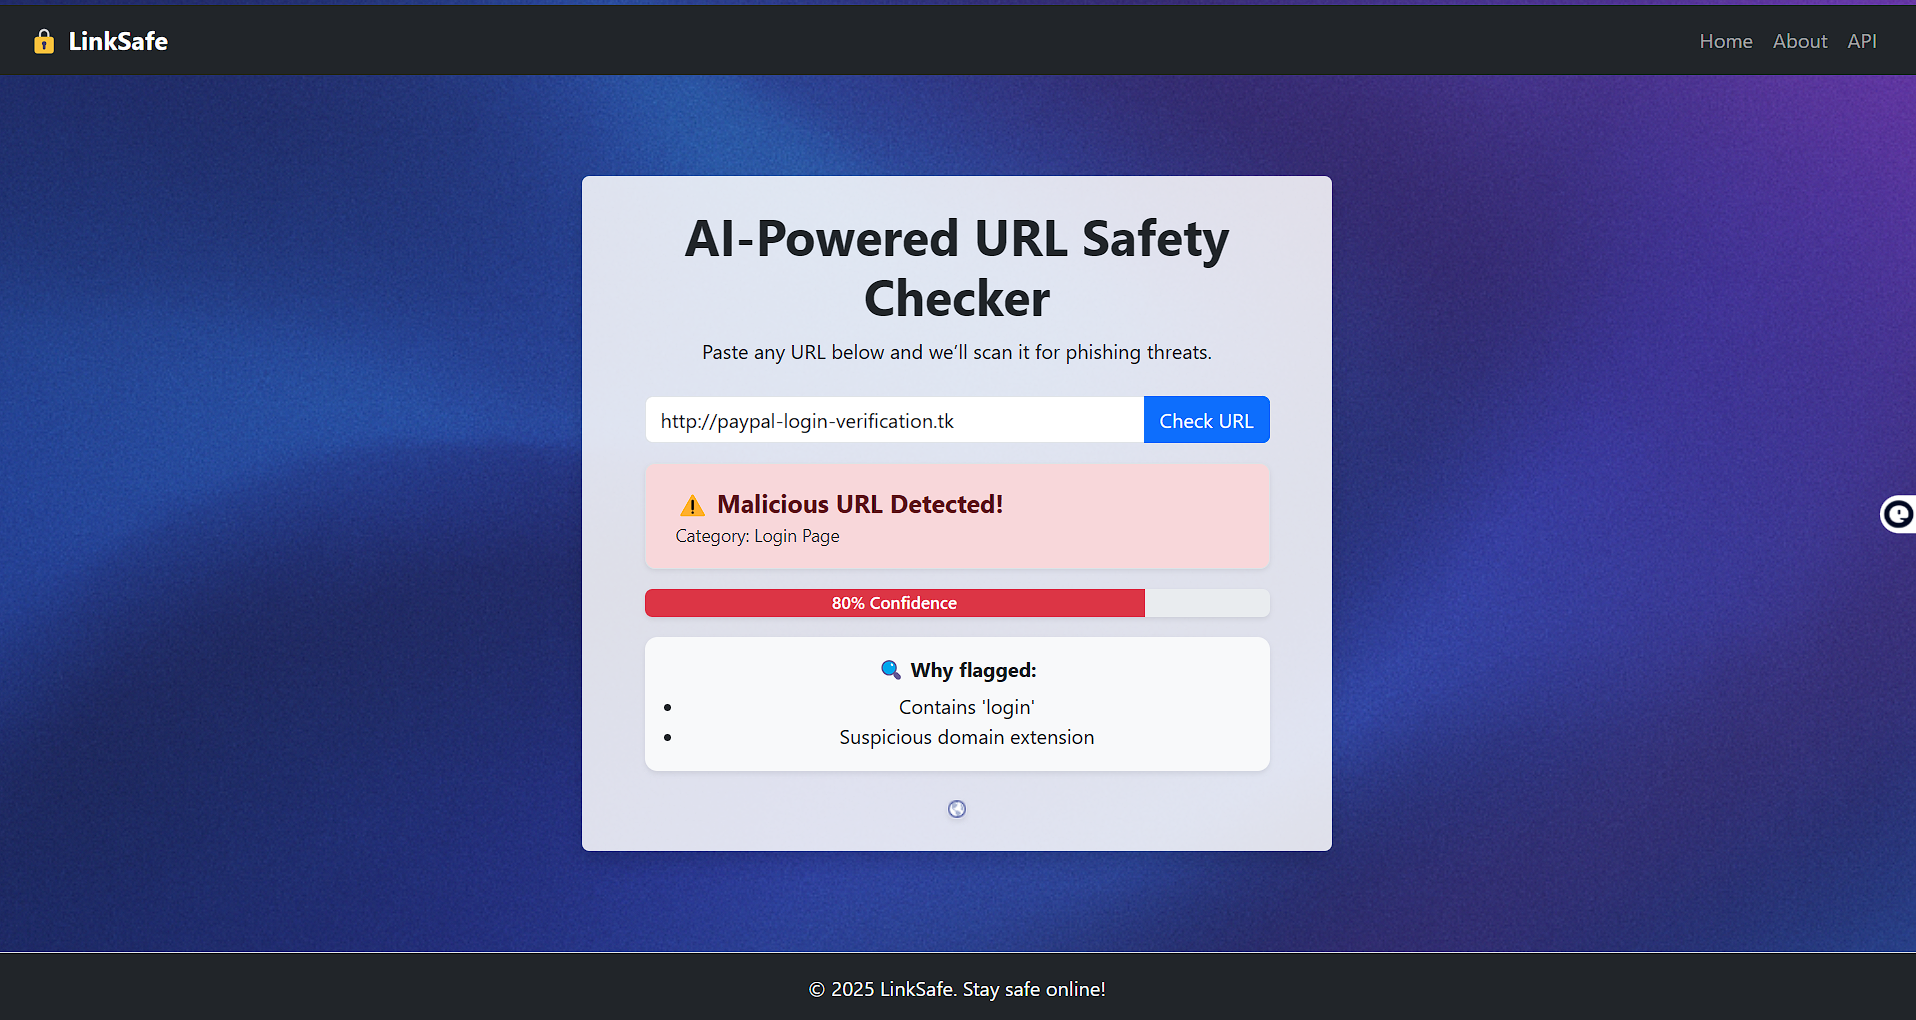 LinkSafe
Home About API
AI-Powered URL Safety
Checker
Paste any URL below and we’ll scan it for phishing threats.
http://paypal-login-verification.tk
Check URL
Malicious URL Detected!
Category: Login Page
80% Confidence
Why flagged:
Contains 'login'
Suspicious domain extension
© 2025 LinkSafe. Stay safe online!